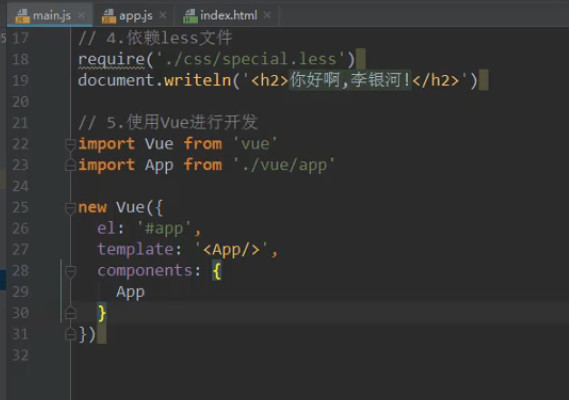 main.js app.js index.html
17 // 4.依赖less文件
18 require('./css/special.less')
19 document.writeln('<h2>你好啊,李银河!</h2>')
20
21 // 5.使用Vue进行开发
22 import Vue from 'vue'
23 import App from './vue/app'
24
25 new Vue({
26 el: '#app',
27 template: '<App/>',
28 components: {
29 App
30 }
31 })
32